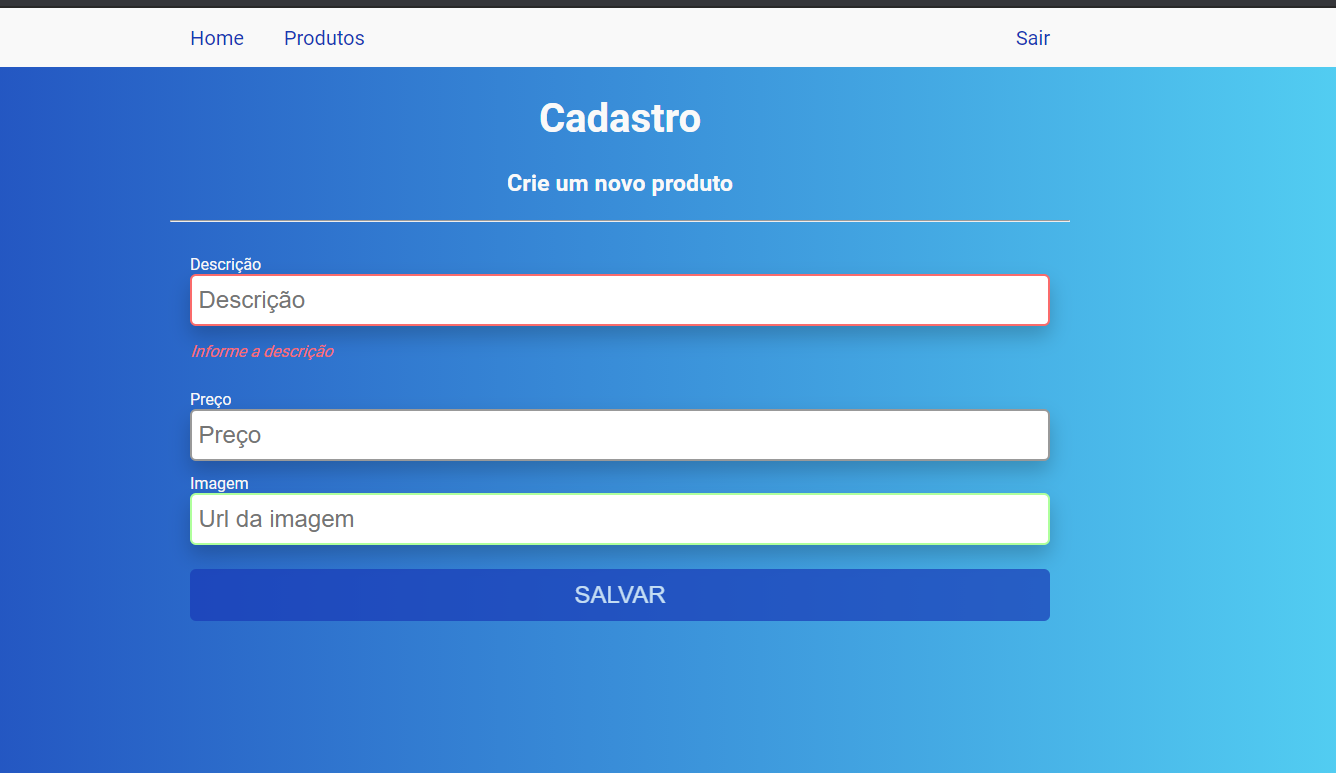 Home Produtos Sair
Cadastro
Crie um novo produto
Descrição
Descrição
Informe a descrição
Preço
Preço
Imagem
Url da imagem
SALVAR